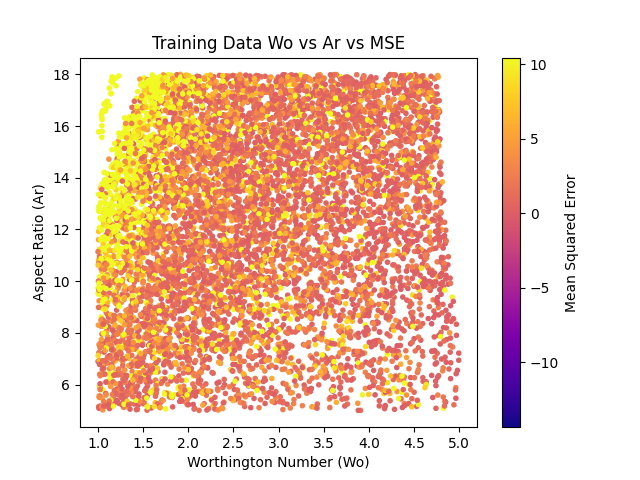 Training Data Wo vs Ar vs MSE
Aspect Ratio (Ar)
18
16
14
12
10
8
6
1.0 1.5 2.0 2.5 3.0 3.5 4.0 4.5 5.0
Worthington Number (Wo)
10
5
0
−5
−10
Mean Squared Error